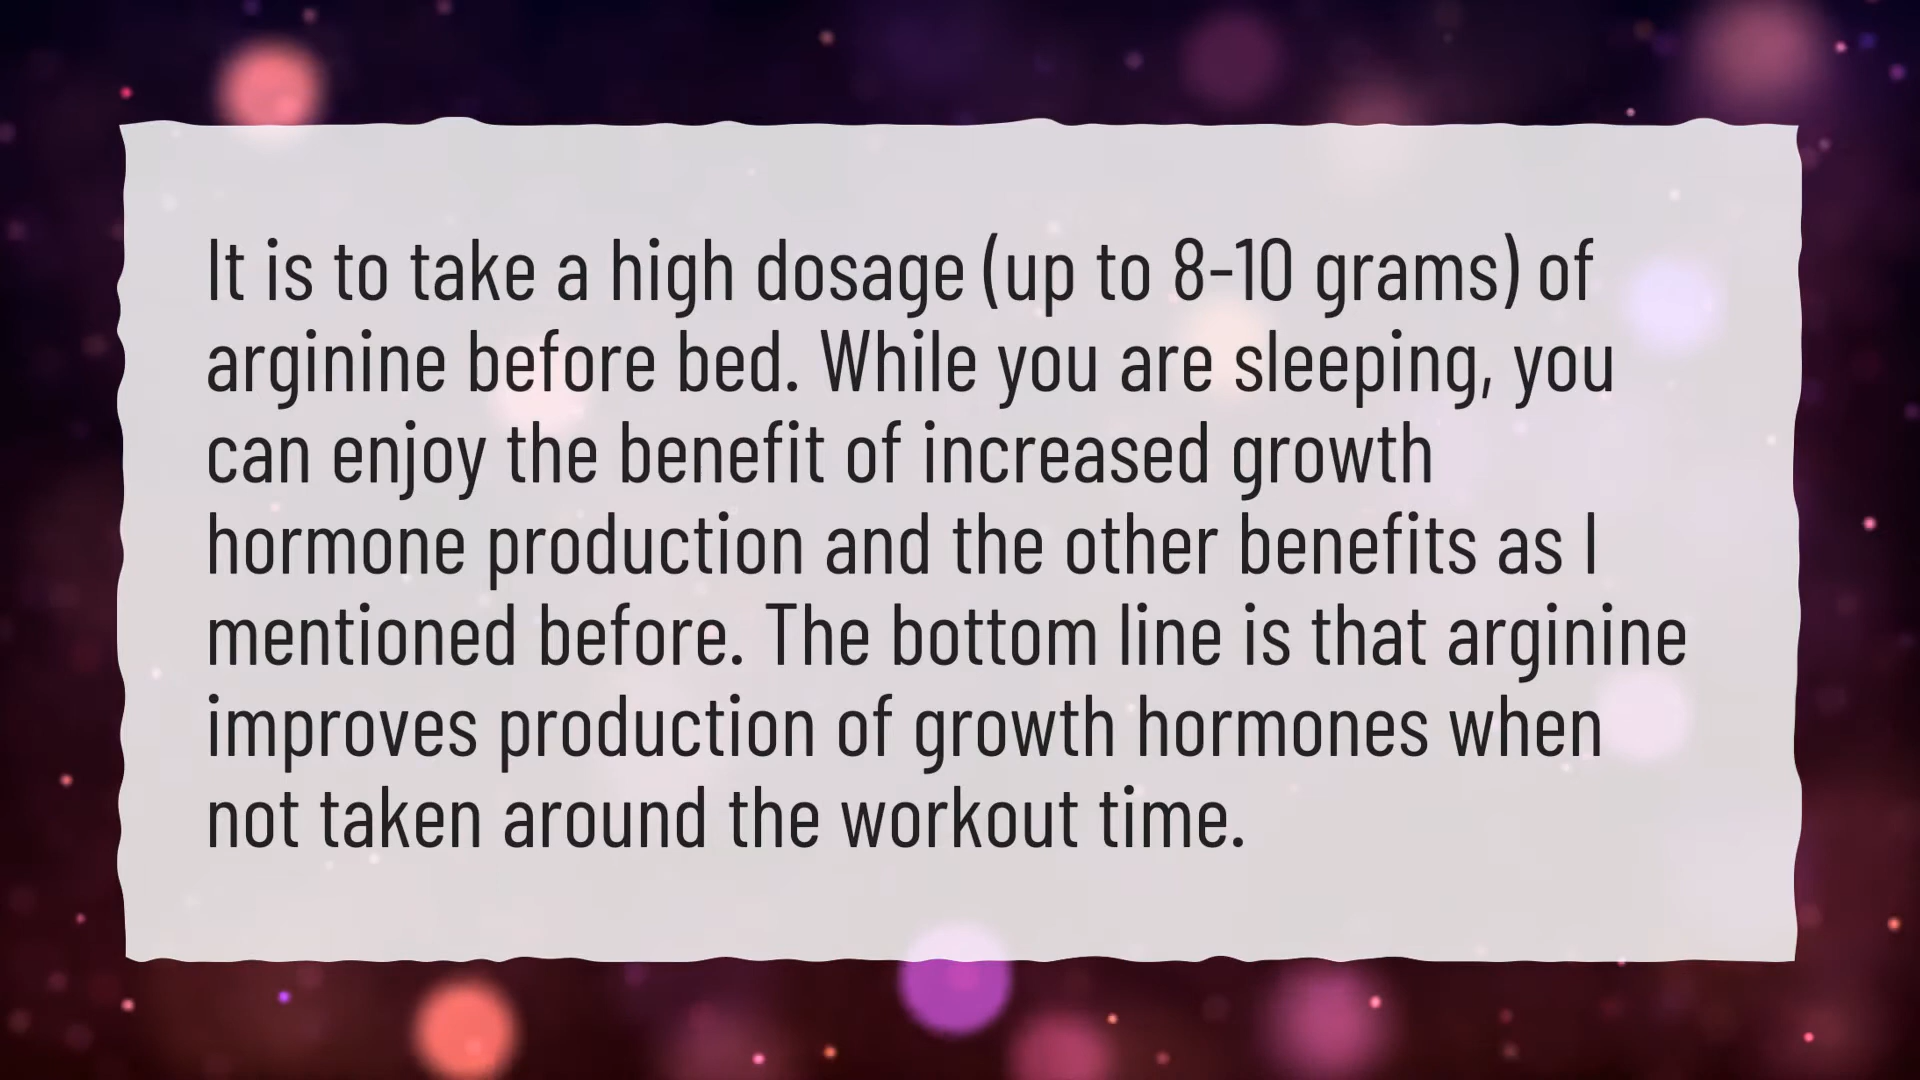 It is to take a high dosage (up to 8-10 grams) of
arginine before bed. While you are sleeping, you
can enjoy the benefit of increased growth
hormone production and the other benefits as I
mentioned before. The bottom line is that arginine
improves production of growth hormones when
not taken around the workout time.